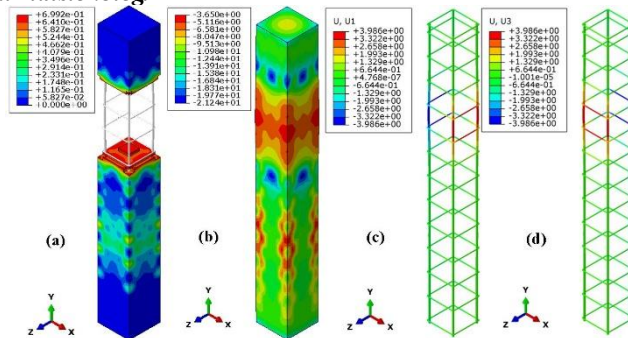 +6.992e-01
+6.410e-01
+5.827e-01
+5.244e-01
+4.662e-01
+4.079e-01
+3.496e-01
+2.914e-01
+2.331e-01
+1.748e-01
+1.165e-01
+5.827e-02
+0.000e+00
-3.650e+00
-5.116e+00
-6.581e+00
-8.047e+00
-9.513e+00
-1.098e+01
-1.244e+01
-1.391e+01
-1.538e+01
-1.684e+01
-1.831e+01
-1.977e+01
-2.124e+01
U, U1
+3.986e+00
+3.322e+00
+2.658e+00
+1.993e+00
+1.329e+00
+6.644e-01
+4.768e-07
-6.644e-01
-1.329e+00
-1.993e+00
-2.658e+00
-3.322e+00
-3.986e+00
U, U3
+3.986e+00
+3.322e+00
+2.658e+00
+1.993e+00
+1.329e+00
+6.644e-01
-1.001e-05
-6.644e-01
-1.329e+00
-1.993e+00
-2.658e+00
-3.322e+00
-3.986e+00
(a)
(b)
(c)
(d)
Y
Z
X
Y
Z
X
Y
Z
X
Y
Z
X